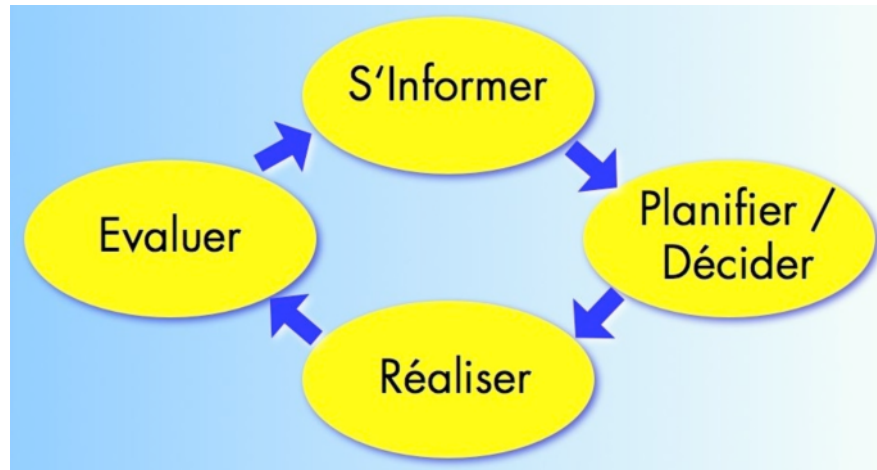 S'Informer
Planifier /
Décider
Réaliser
Evaluer